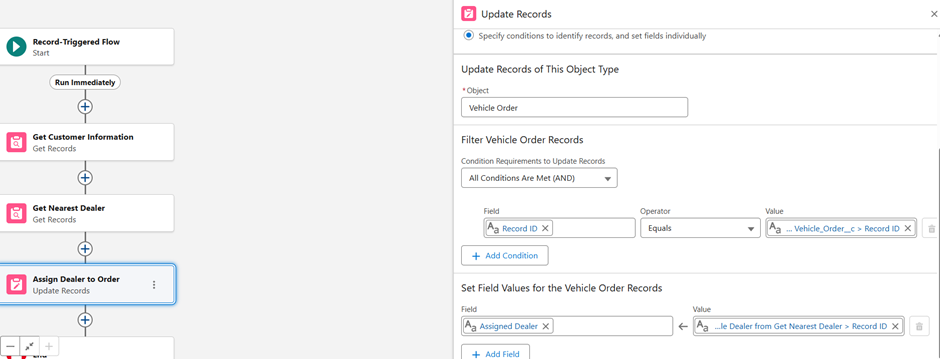 Record-Triggered Flow
Start
Run Immediately
Get Customer Information
Get Records
Get Nearest Dealer
Get Records
Assign Dealer to Order
Update Records
Update Records
Specify conditions to identify records, and set fields individually
Update Records of This Object Type
*Object
Vehicle Order
Filter Vehicle Order Records
Condition Requirements to Update Records
All Conditions Are Met (AND)
Field Operator Value
Aa Record ID Equals Aa ... Vehicle_Order__c > Record ID
+ Add Condition
Set Field Values for the Vehicle Order Records
Field Value
Aa Assigned Dealer Aa ...le Dealer from Get Nearest Dealer > Record ID
+ Add Field